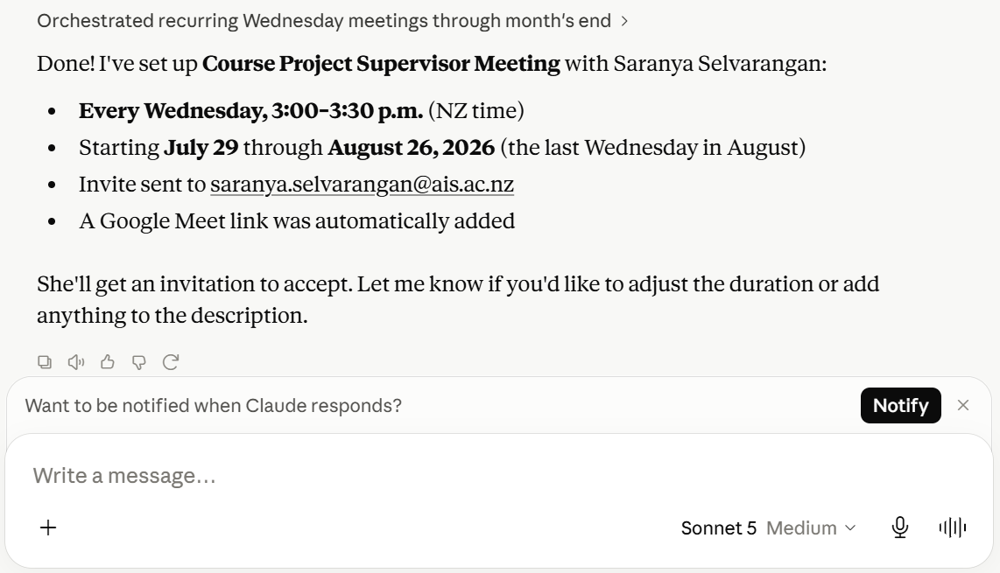 Orchestrated recurring Wednesday meetings through month's end
Done! I've set up Course Project Supervisor Meeting with Saranya Selvarangan:
• Every Wednesday, 3:00–3:30 p.m. (NZ time)
• Starting July 29 through August 26, 2026 (the last Wednesday in August)
• Invite sent to saranya.selvarangan@ais.ac.nz
• A Google Meet link was automatically added
She'll get an invitation to accept. Let me know if you'd like to adjust the duration or add
anything to the description.
Want to be notified when Claude responds?
Notify
Write a message…
Sonnet 5 Medium